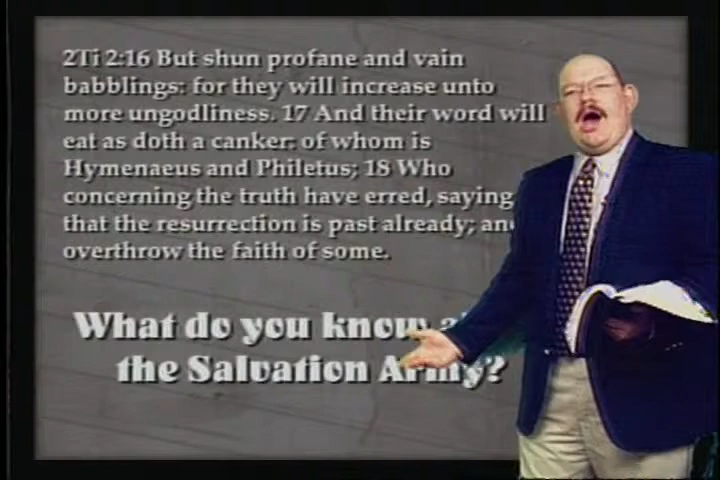 2Ti 2:16 But shun profane and vain
babblings: for they will increase unto
more ungodliness. 17 And their word will
eat as doth a canker: of whom is
Hymenaeus and Philetus; 18 Who
concerning the truth have erred, saying
that the resurrection is past already; and
overthrow the faith of some.
What do you know
the Salvation Army?